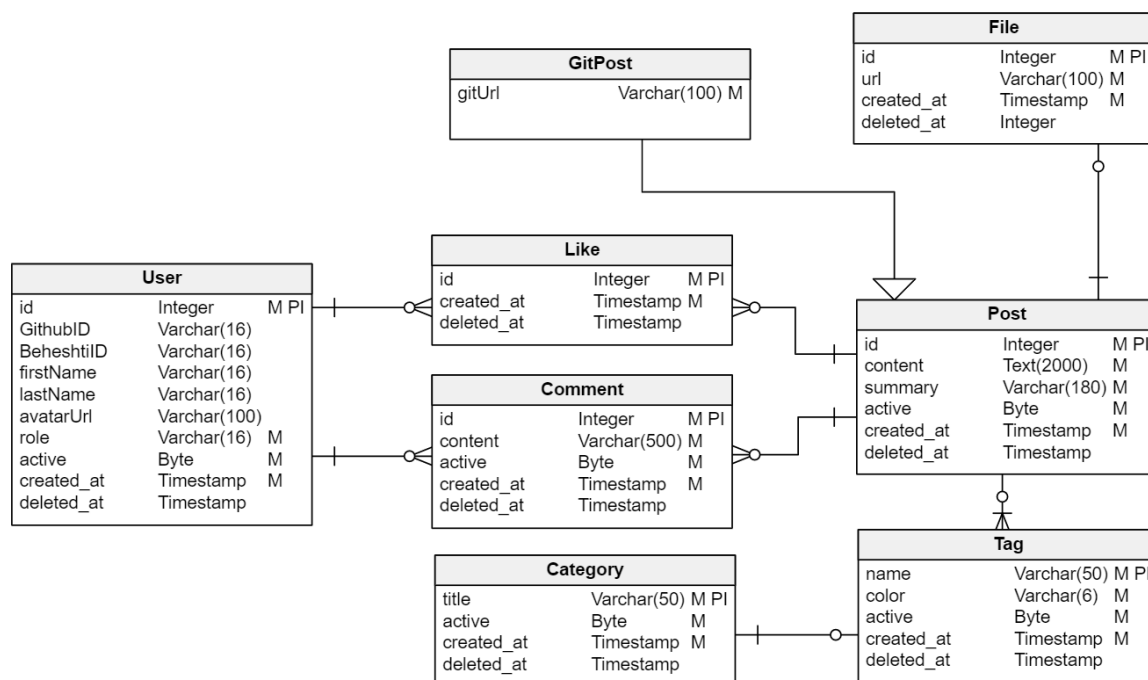 File
id Integer M PI
url Varchar(100) M
created_at Timestamp M
deleted_at Integer
GitPost
gitUrl Varchar(100) M
Like
id Integer M PI
created_at Timestamp M
deleted_at Timestamp
User
id Integer M PI
GithubID Varchar(16)
BeheshtiID Varchar(16)
firstName Varchar(16)
lastName Varchar(16)
avatarUrl Varchar(100)
role Varchar(16) M
active Byte M
created_at Timestamp M
deleted_at Timestamp
Post
id Integer M PI
content Text(2000) M
summary Varchar(180) M
active Byte M
created_at Timestamp M
deleted_at Timestamp
Comment
id Integer M PI
content Varchar(500) M
active Byte M
created_at Timestamp M
deleted_at Timestamp
Category
title Varchar(50) M PI
active Byte M
created_at Timestamp M
deleted_at Timestamp
Tag
name Varchar(50) M PI
color Varchar(6) M
active Byte M
created_at Timestamp M
deleted_at Timestamp